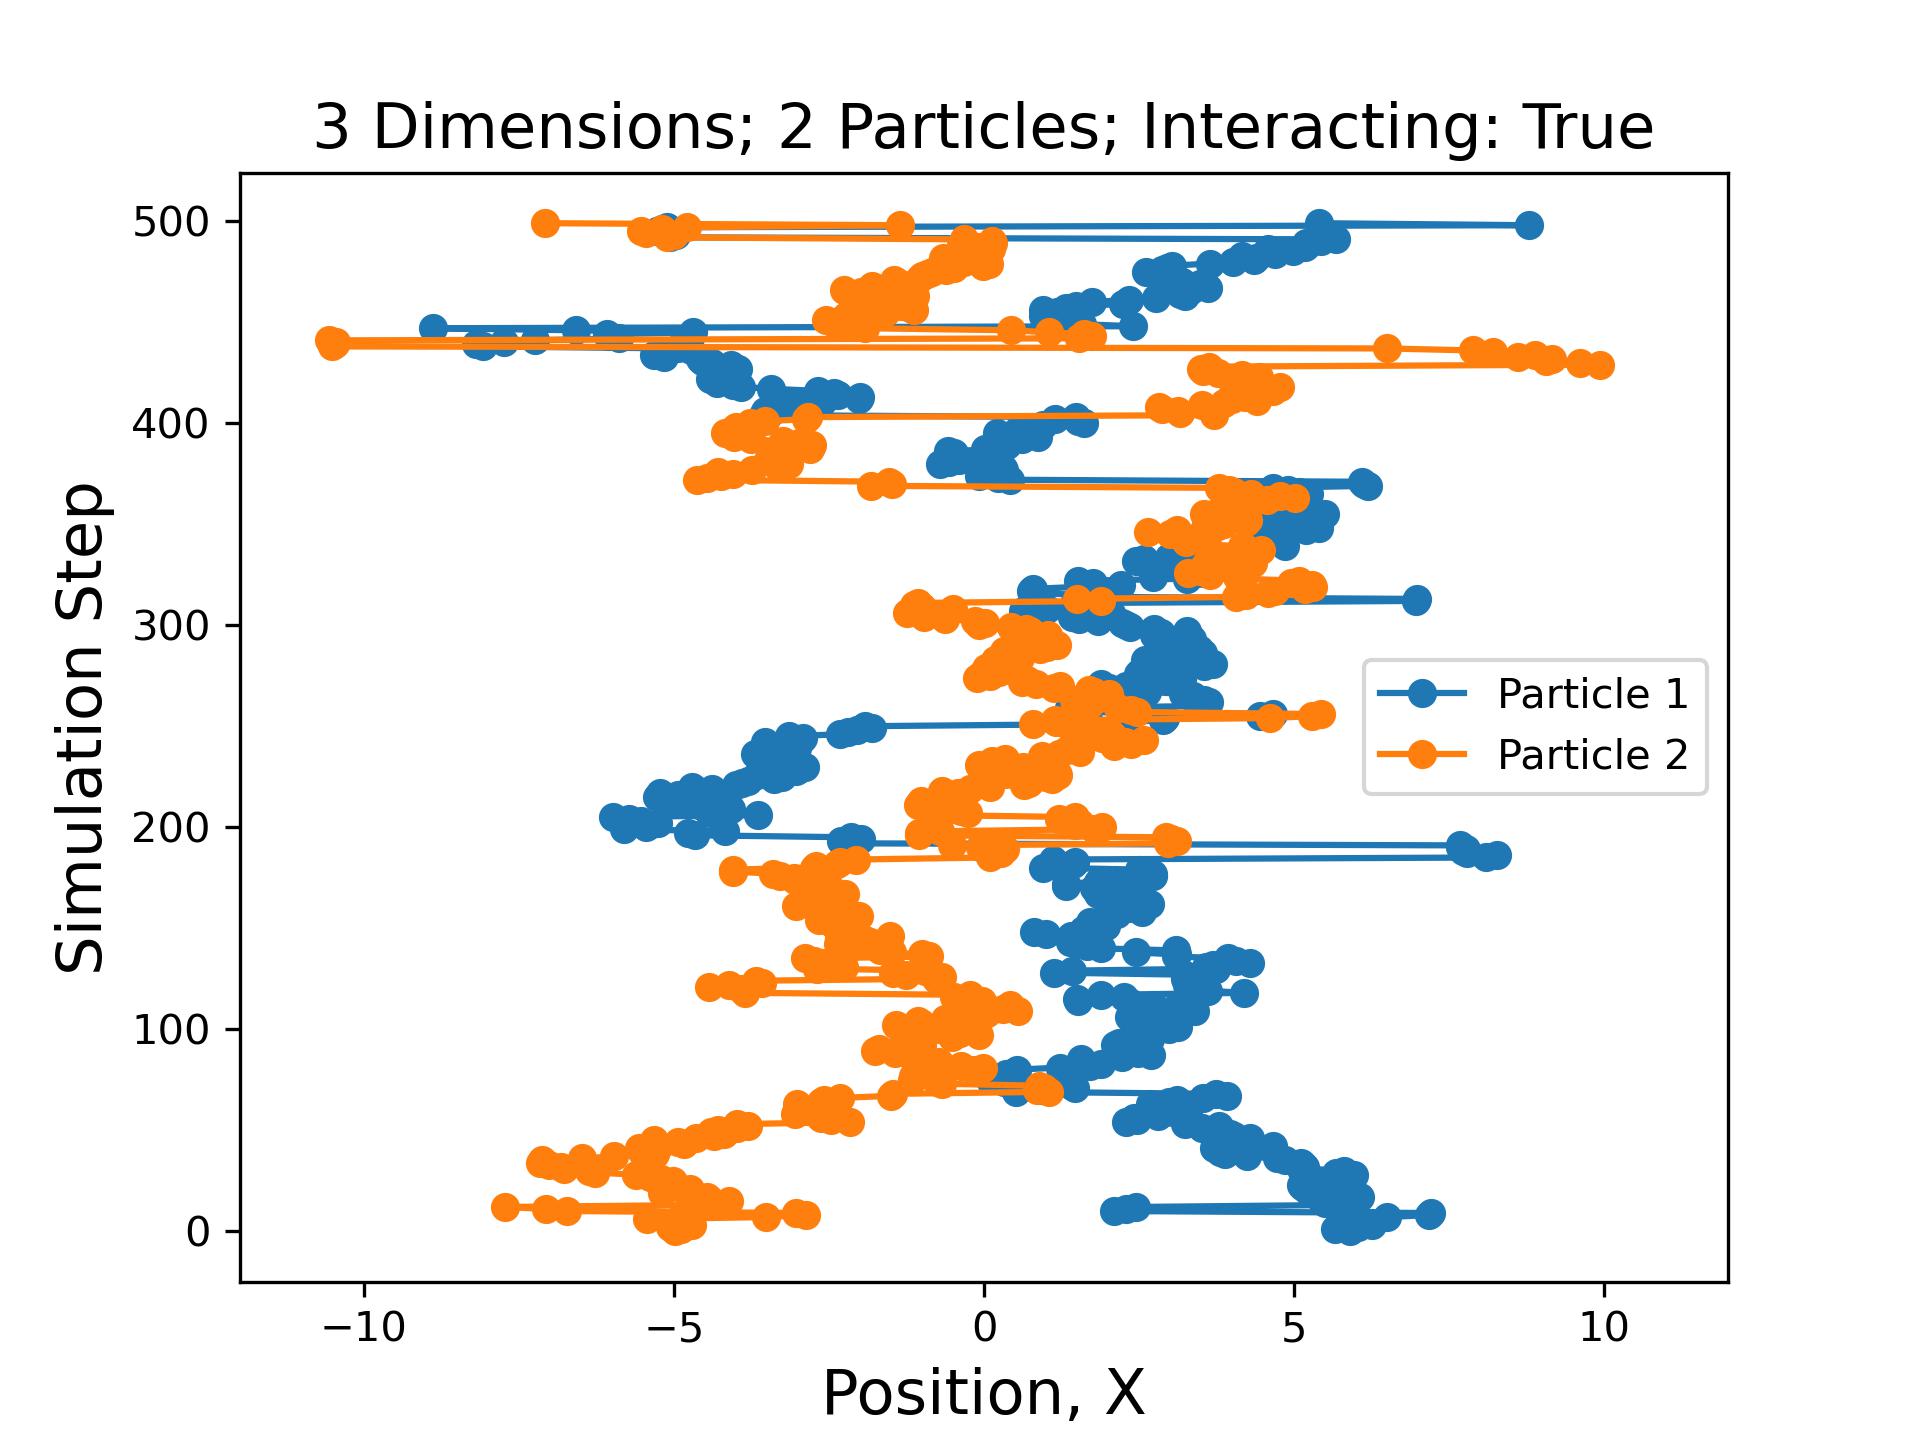 3 Dimensions; 2 Particles; Interacting: True
Simulation Step
500
400
300
200
100
0
Particle 1
Particle 2
−10
−5
0
5
10
Position, X